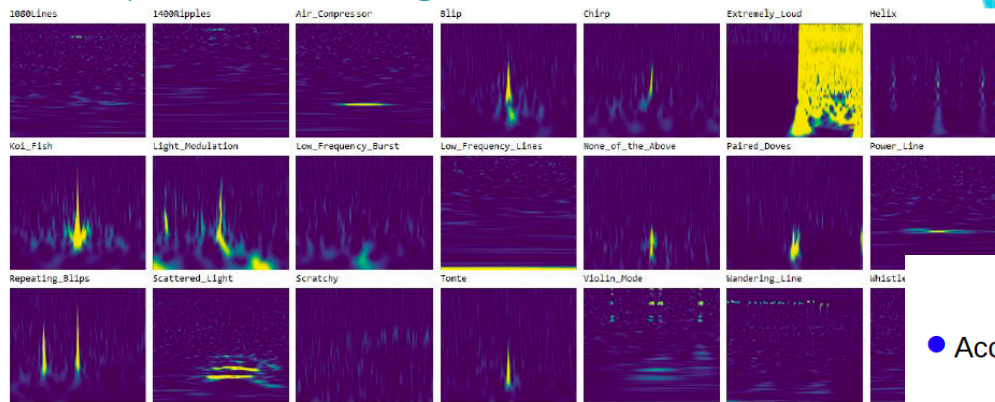 1080Lines
1400Ripples
Air_Compressor
Blip
Chirp
Extremely_Loud
Helix
Koi_Fish
Light_Modulation
Low_Frequency_Burst
Low_Frequency_Lines
None_of_the_Above
Paired_Doves
Power_Line
Repeating_Blips
Scattered_Light
Scratchy
Tomte
Violin_Mode
Wandering_Line
Whistle
Acc